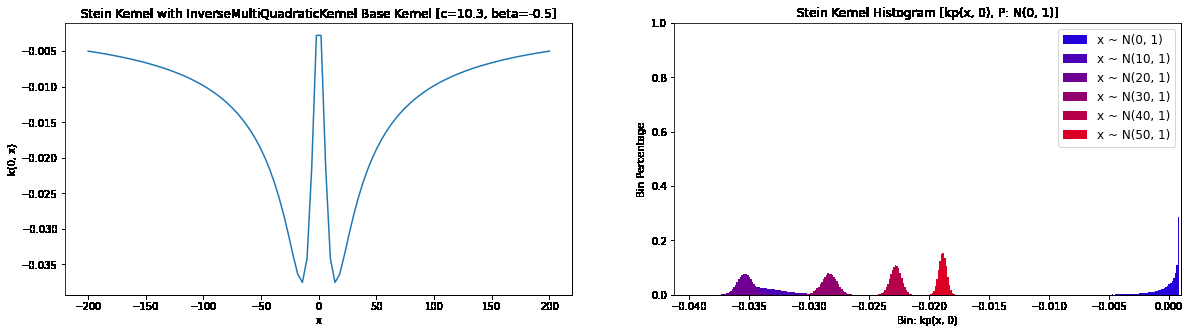 Stein Kernel with InverseMultiQuadraticKernel Base Kernel [c=10.3, beta=-0.5]
−0.005
−0.010
−0.015
−0.020
−0.025
−0.030
−0.035
k(0, x)
−200 −150 −100 −50 0 50 100 150 200
x
Stein Kernel Histogram [kp(x, 0), P: N(0, 1)]
1.0
0.8
0.6
0.4
0.2
0.0
Bin Percentage
x ~ N(0, 1)
x ~ N(10, 1)
x ~ N(20, 1)
x ~ N(30, 1)
x ~ N(40, 1)
x ~ N(50, 1)
−0.040 −0.035 −0.030 −0.025 −0.020 −0.015 −0.010 −0.005 0.000
Bin: kp(x, 0)